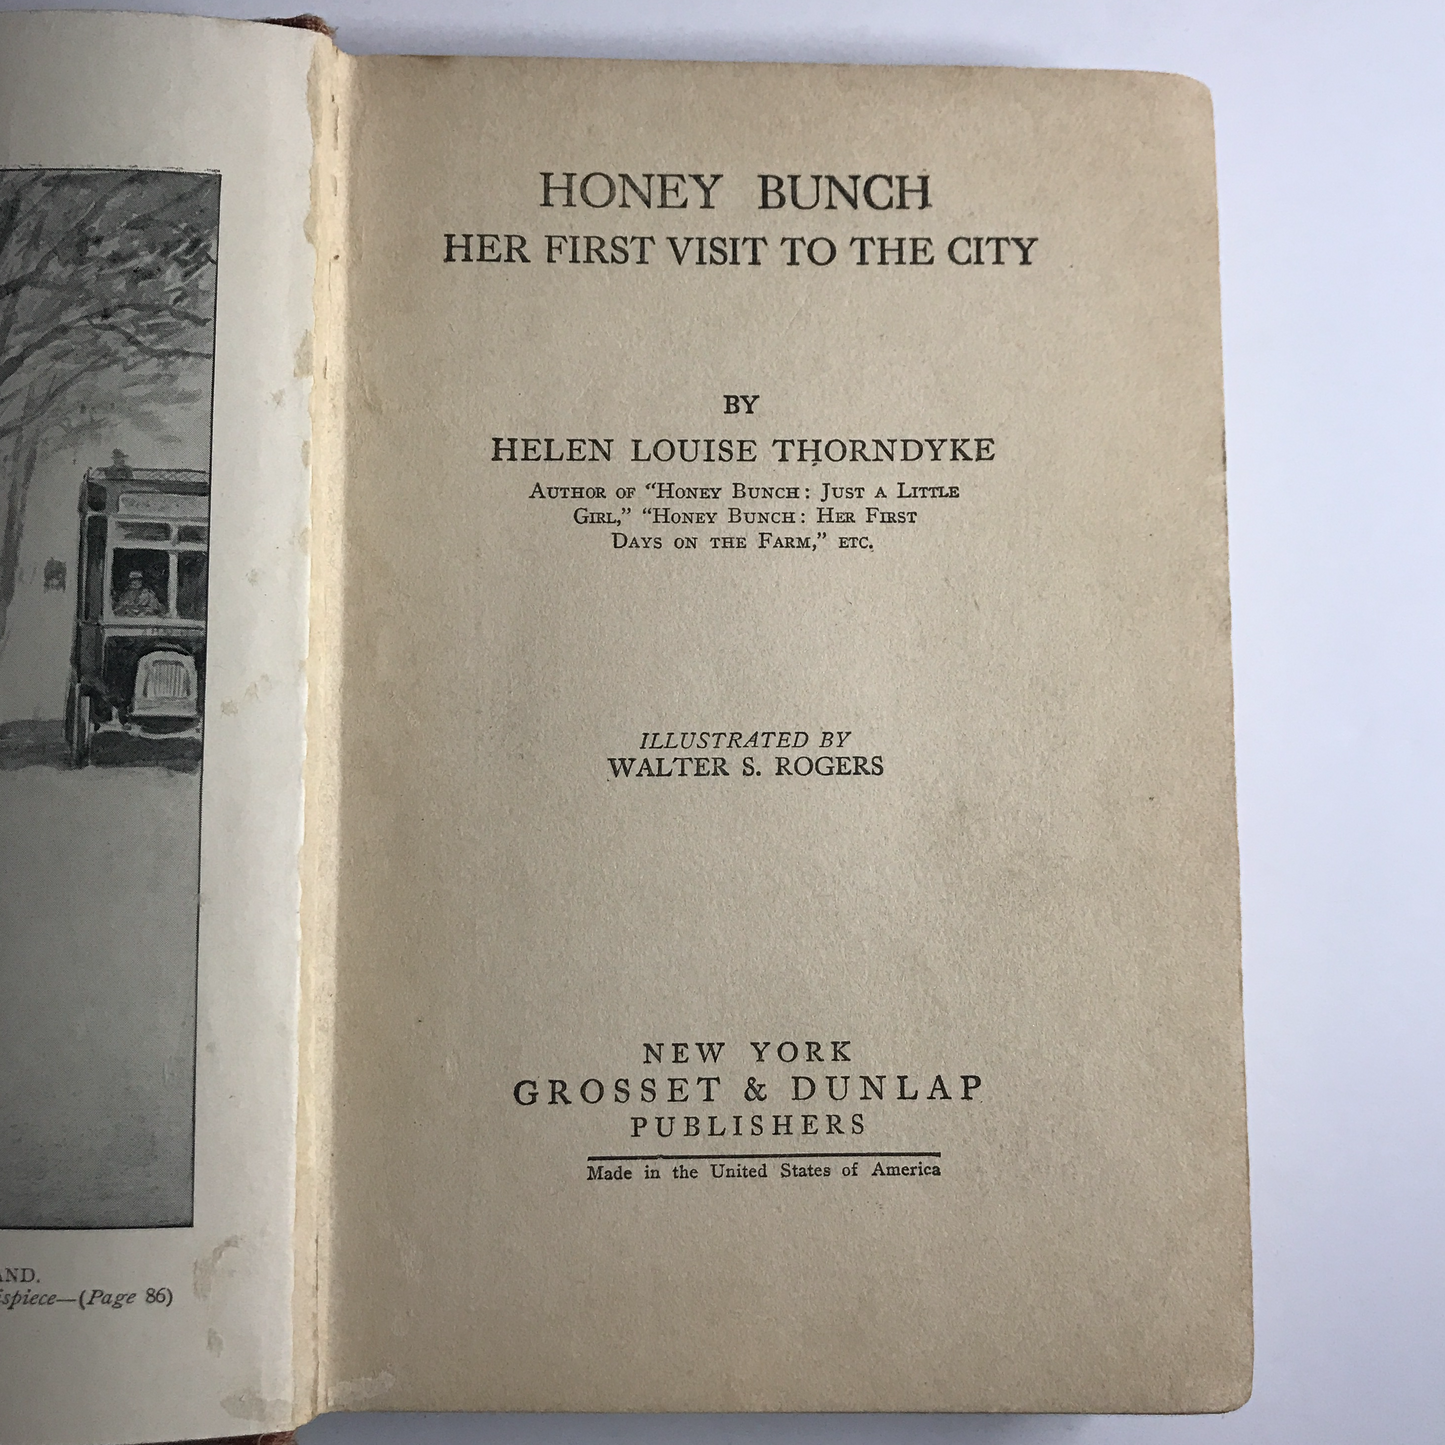 AND.
ispiece—(Page 86)
HONEY BUNCH
HER FIRST VISIT TO THE CITY
BY
HELEN LOUISE THORNDYKE
AUTHOR OF "HONEY BUNCH: JUST A LITTLE
GIRL," "HONEY BUNCH: HER FIRST
DAYS ON THE FARM," ETC.
ILLUSTRATED BY
WALTER S. ROGERS
NEW YORK
GROSSET & DUNLAP
PUBLISHERS
Made in the United States of America